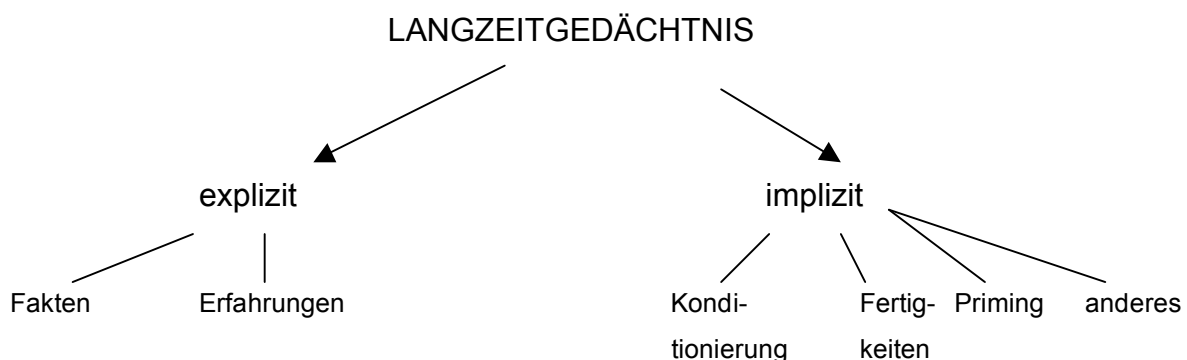 LANGZEITGEDÄCHTNIS
explizit
implizit
Fakten
Erfahrungen
Kondi-
tionierung
Fertig-
keiten
Priming
anderes